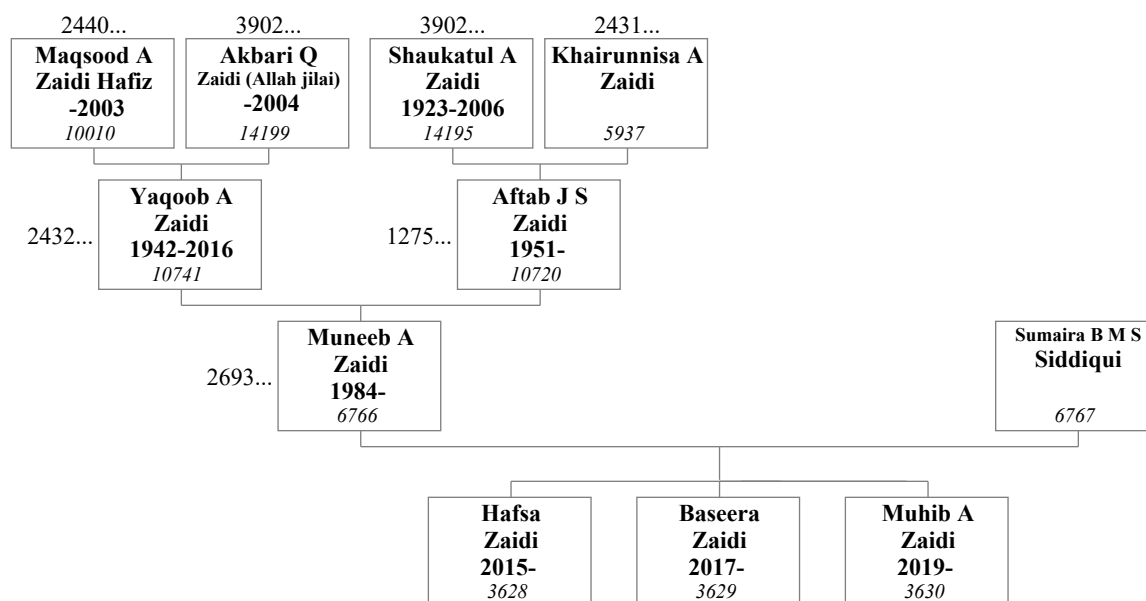 2440...
3902...
3902...
2431...
Maqsood A
Zaidi Hafiz
-2003
10010
Akbari Q
Zaidi (Allah jilai)
-2004
14199
Shaukatul A
Zaidi
1923-2006
14195
Khairunnisa A
Zaidi
5937
2432...
Yaqoob A
Zaidi
1942-2016
10741
1275...
Aftab J S
Zaidi
1951-
10720
2693...
Muneeb A
Zaidi
1984-
6766
Sumaira B M S
Siddiqui
6767
Hafsa
Zaidi
2015-
3628
Baseera
Zaidi
2017-
3629
Muhib A
Zaidi
2019-
3630